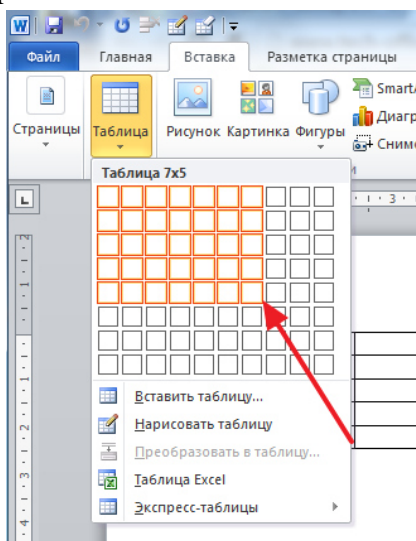 Файл Главная Вставка Разметка страницы
Страницы Таблица Рисунок Картинка Фигуры
Таблица 7x5
Вставить таблицу...
Нарисовать таблицу
Преобразовать в таблицу...
Таблица Excel
Экспресс-таблицы